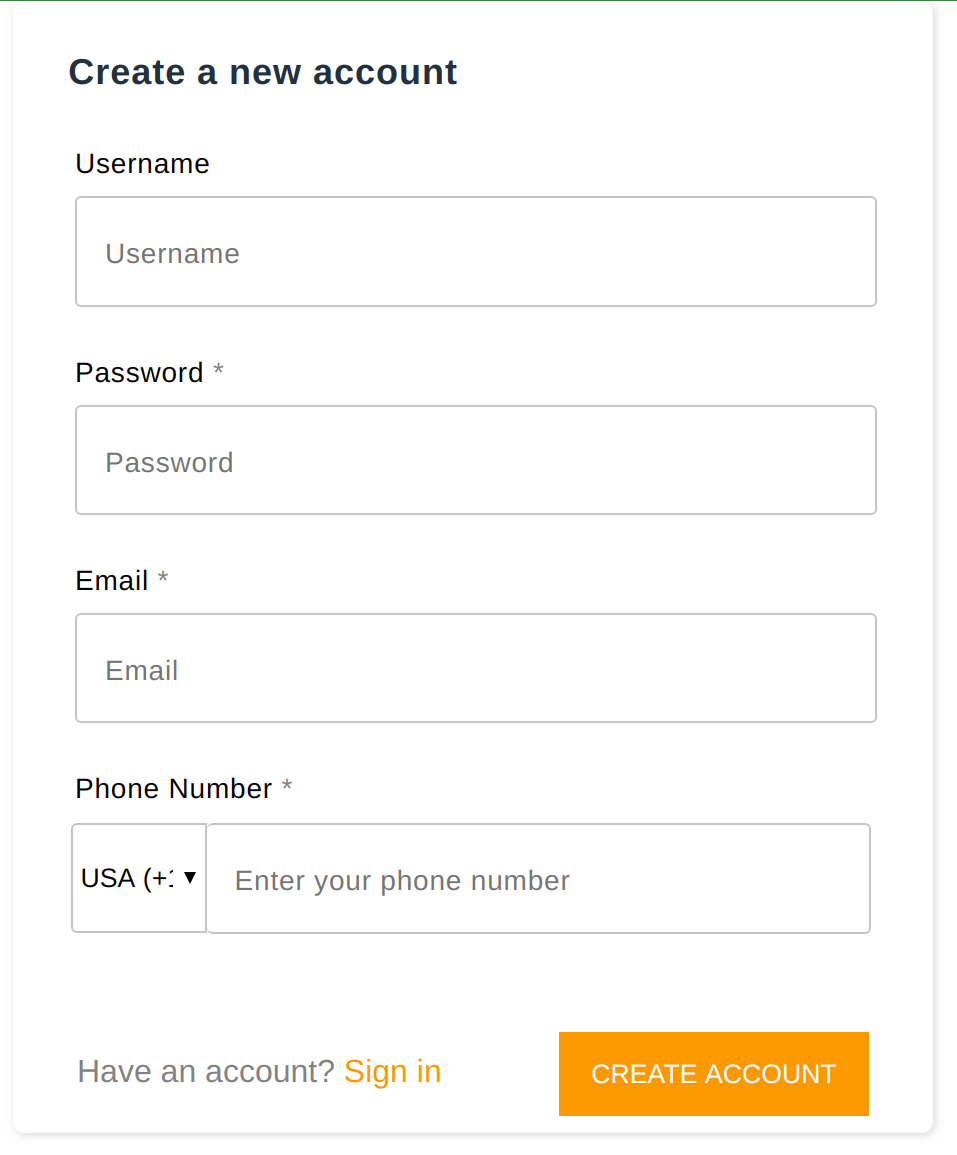 Create a new account
Username
Username
Password *
Password
Email *
Email
Phone Number *
USA (+1 Enter your phone number
Have an account? Sign in CREATE ACCOUNT